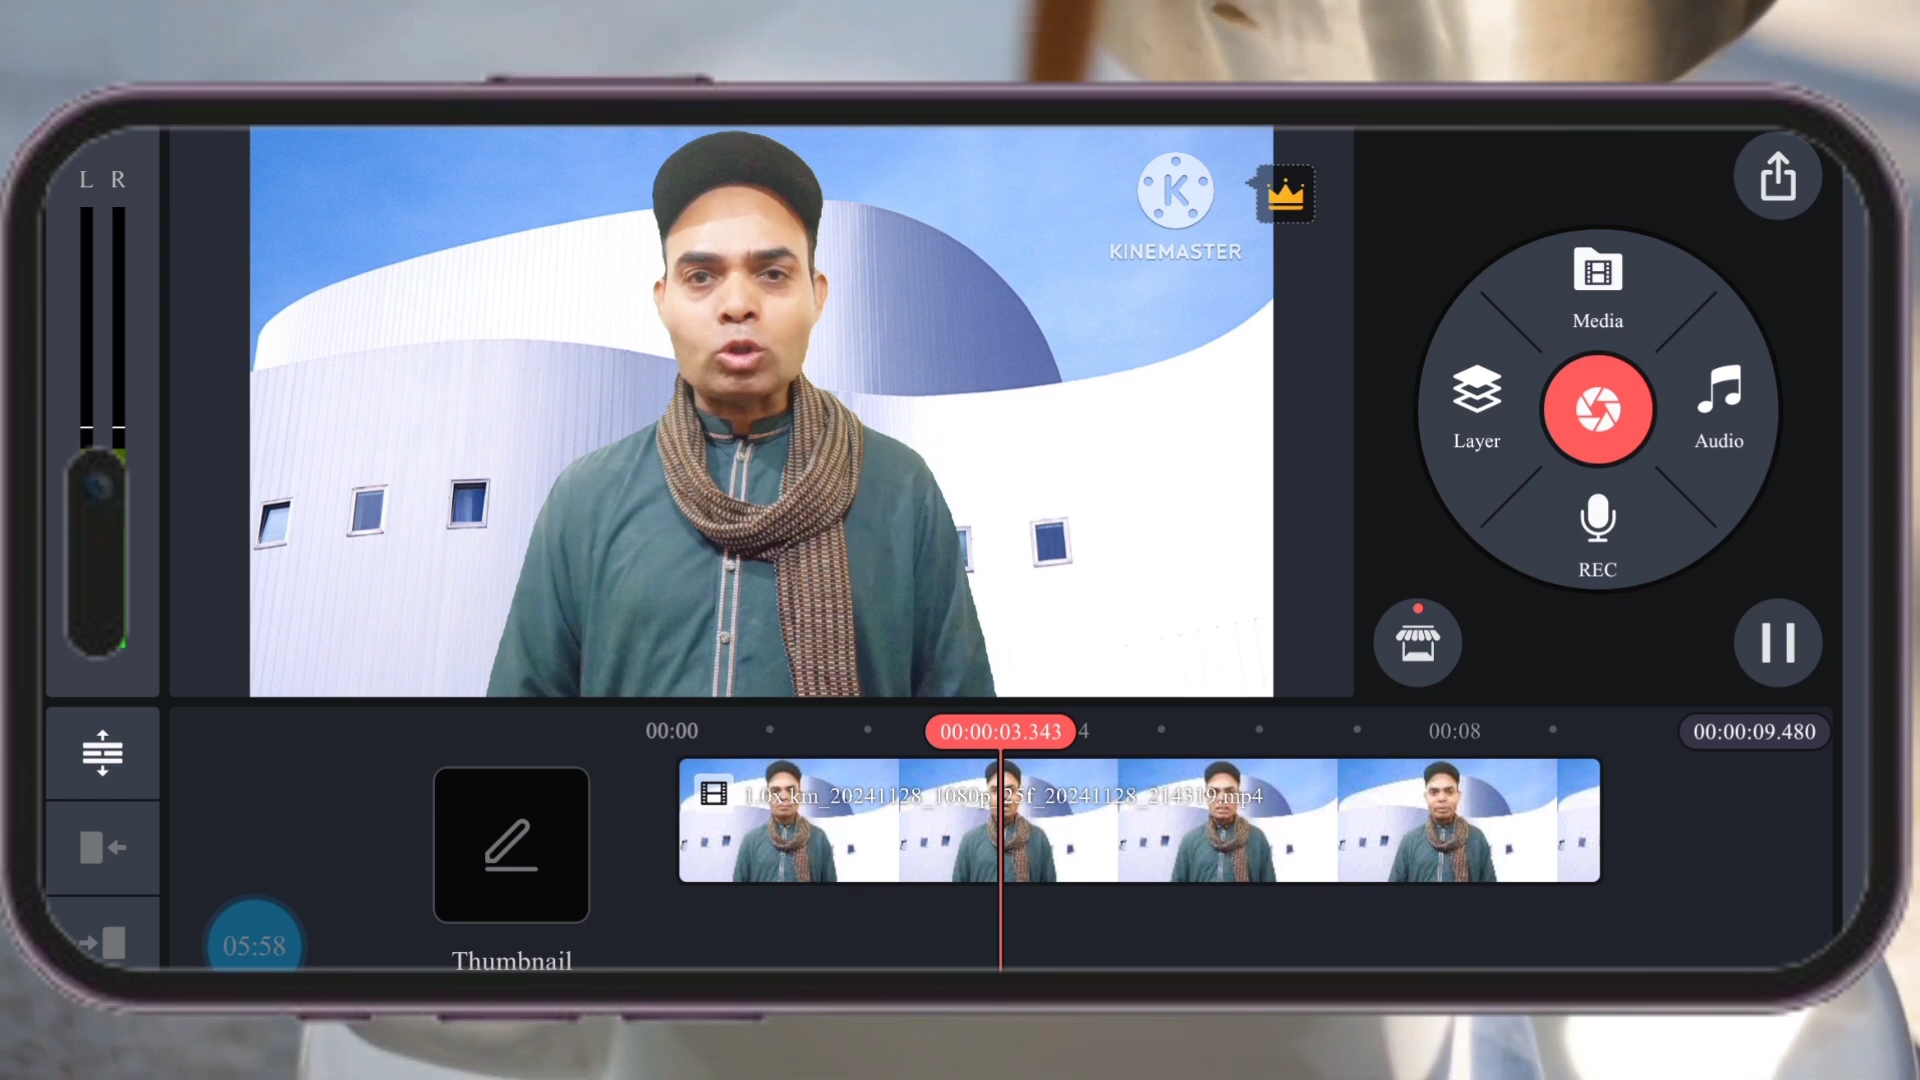 L R
K
KINEMASTER
Media
Layer
Audio
REC
00:00
00:00:03.343
4
00:08
00:00:09.480
1.0x km_20241128_1080p_25f_20241128_214319.mp4
05:58
Thumbnail